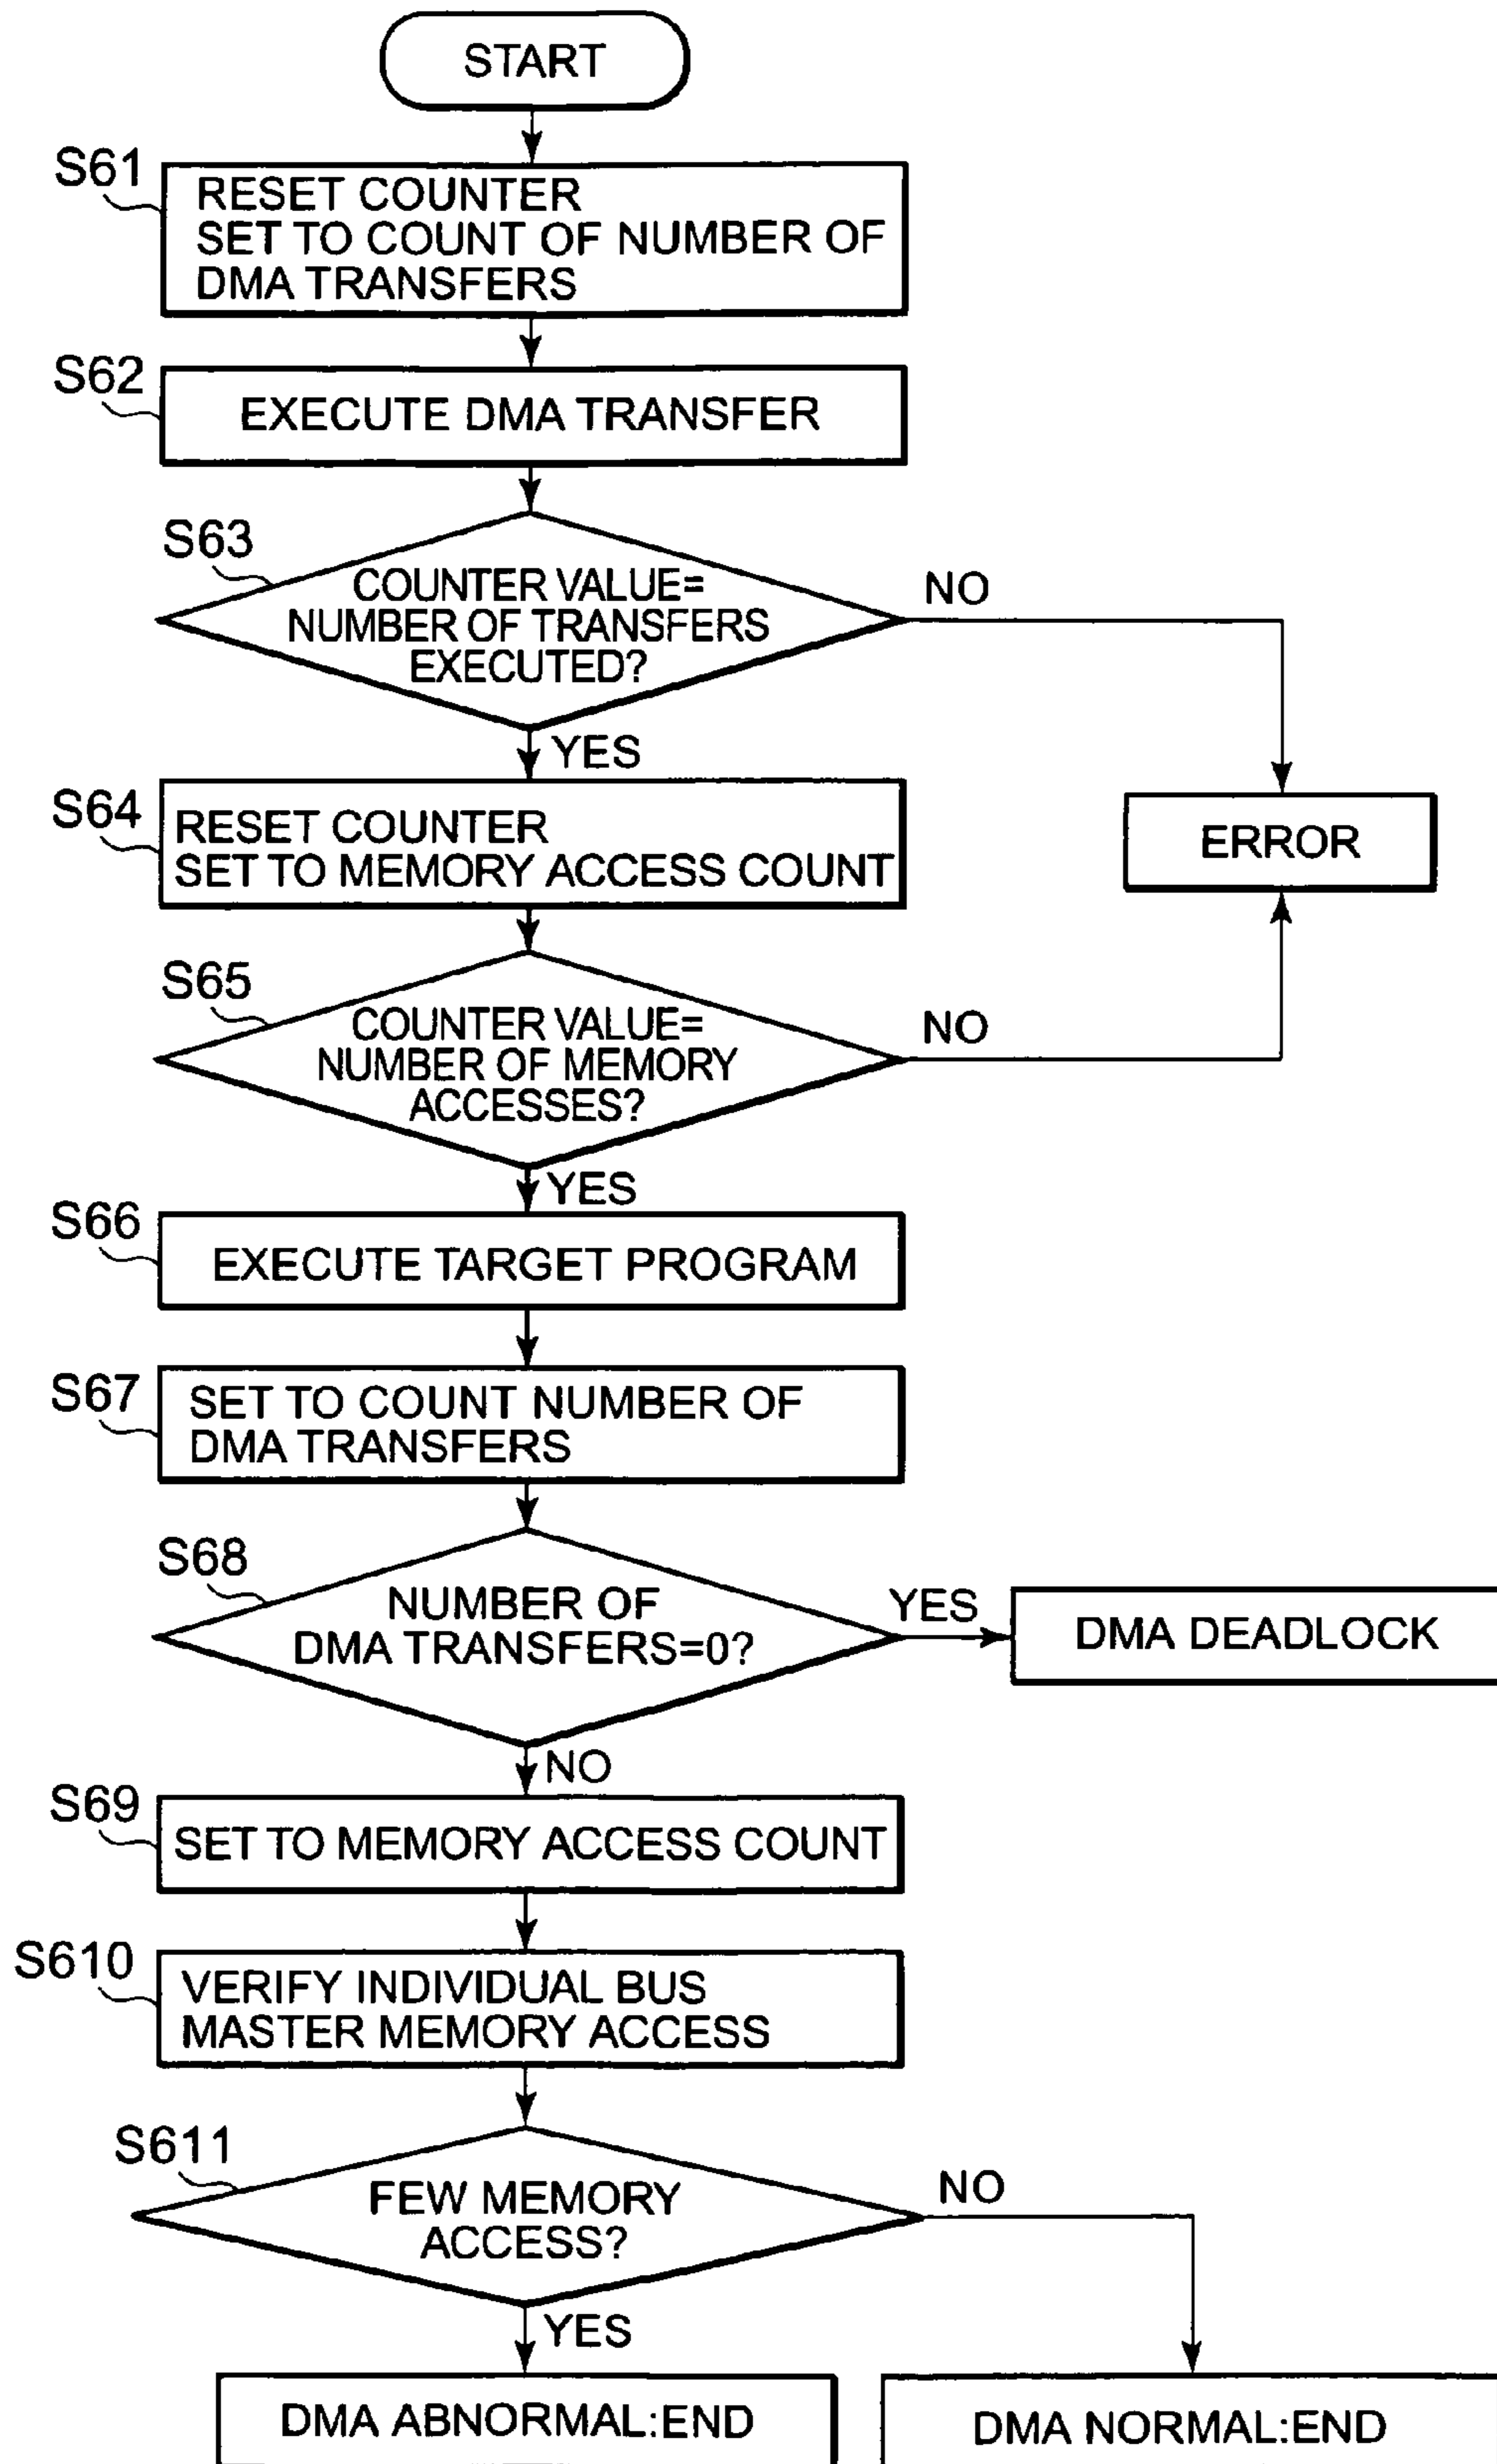 START
S61
RESET COUNTER
SET TO COUNT OF NUMBER OF
DMA TRANSFERS
S62
EXECUTE DMA TRANSFER
S63
COUNTER VALUE=
NUMBER OF TRANSFERS
EXECUTED?
NO
YES
S64
RESET COUNTER
SET TO MEMORY ACCESS COUNT
ERROR
S65
COUNTER VALUE=
NUMBER OF MEMORY
ACCESSES?
NO
YES
S66
EXECUTE TARGET PROGRAM
S67
SET TO COUNT NUMBER OF
DMA TRANSFERS
S68
NUMBER OF
DMA TRANSFERS=0?
YES
DMA DEADLOCK
NO
S69
SET TO MEMORY ACCESS COUNT
S610
VERIFY INDIVIDUAL BUS
MASTER MEMORY ACCESS
S611
FEW MEMORY
ACCESS?
NO
YES
DMA ABNORMAL:END
DMA NORMAL:END